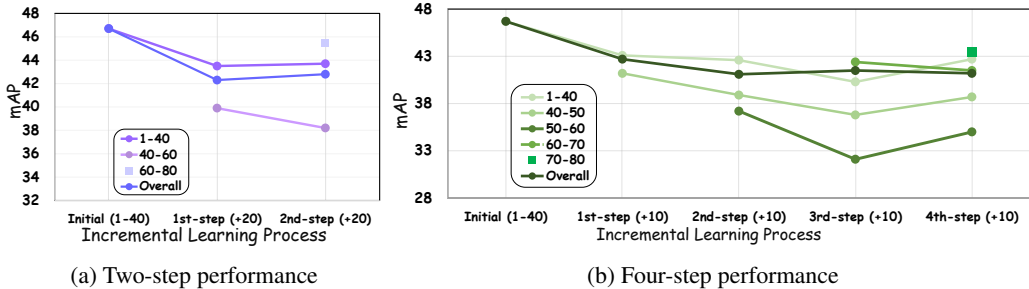 48
46
44
42
40
38
36
34
32
mAP
1-40
40-60
60-80
Overall
Initial (1-40) 1st-step (+20) 2nd-step (+20)
Incremental Learning Process
(a) Two-step performance
48
43
38
33
28
mAP
1-40
40-50
50-60
60-70
70-80
Overall
Initial (1-40) 1st-step (+10) 2nd-step (+10) 3rd-step (+10) 4th-step (+10)
Incremental Learning Process
(b) Four-step performance